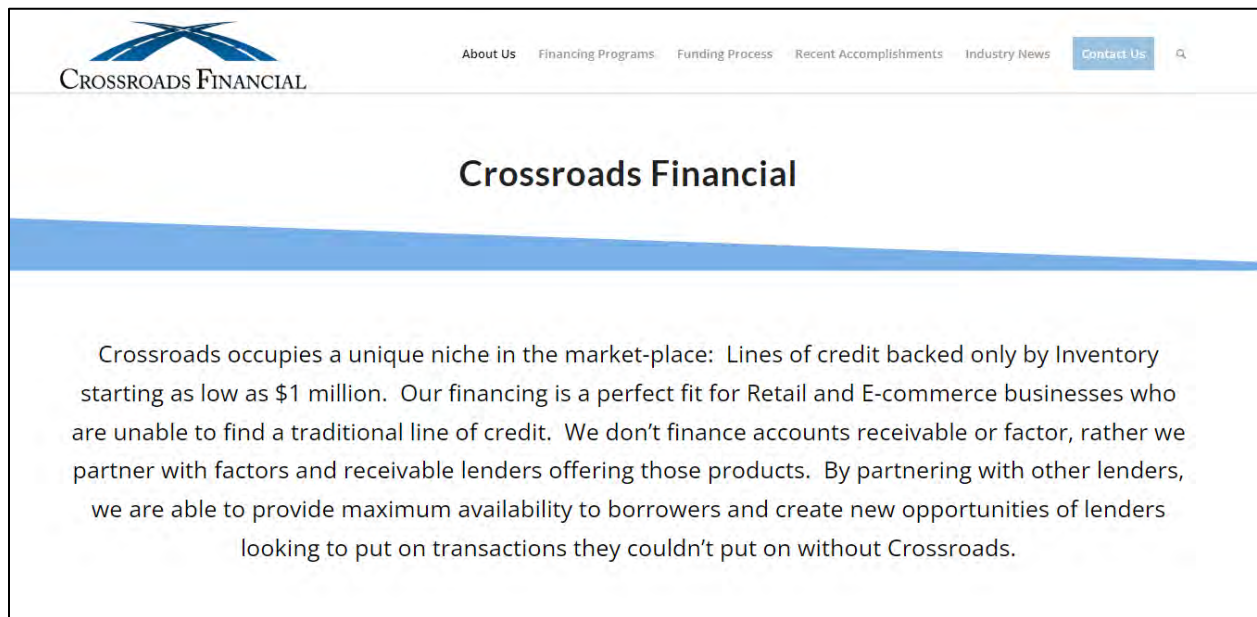 CROSSROADS FINANCIAL
About Us Financing Programs Funding Process Recent Accomplishments Industry News Contact Us
Crossroads Financial
Crossroads occupies a unique niche in the market-place: Lines of credit backed only by Inventory
starting as low as $1 million. Our financing is a perfect fit for Retail and E-commerce businesses who
are unable to find a traditional line of credit. We don’t finance accounts receivable or factor, rather we
partner with factors and receivable lenders offering those products. By partnering with other lenders,
we are able to provide maximum availability to borrowers and create new opportunities of lenders
looking to put on transactions they couldn’t put on without Crossroads.